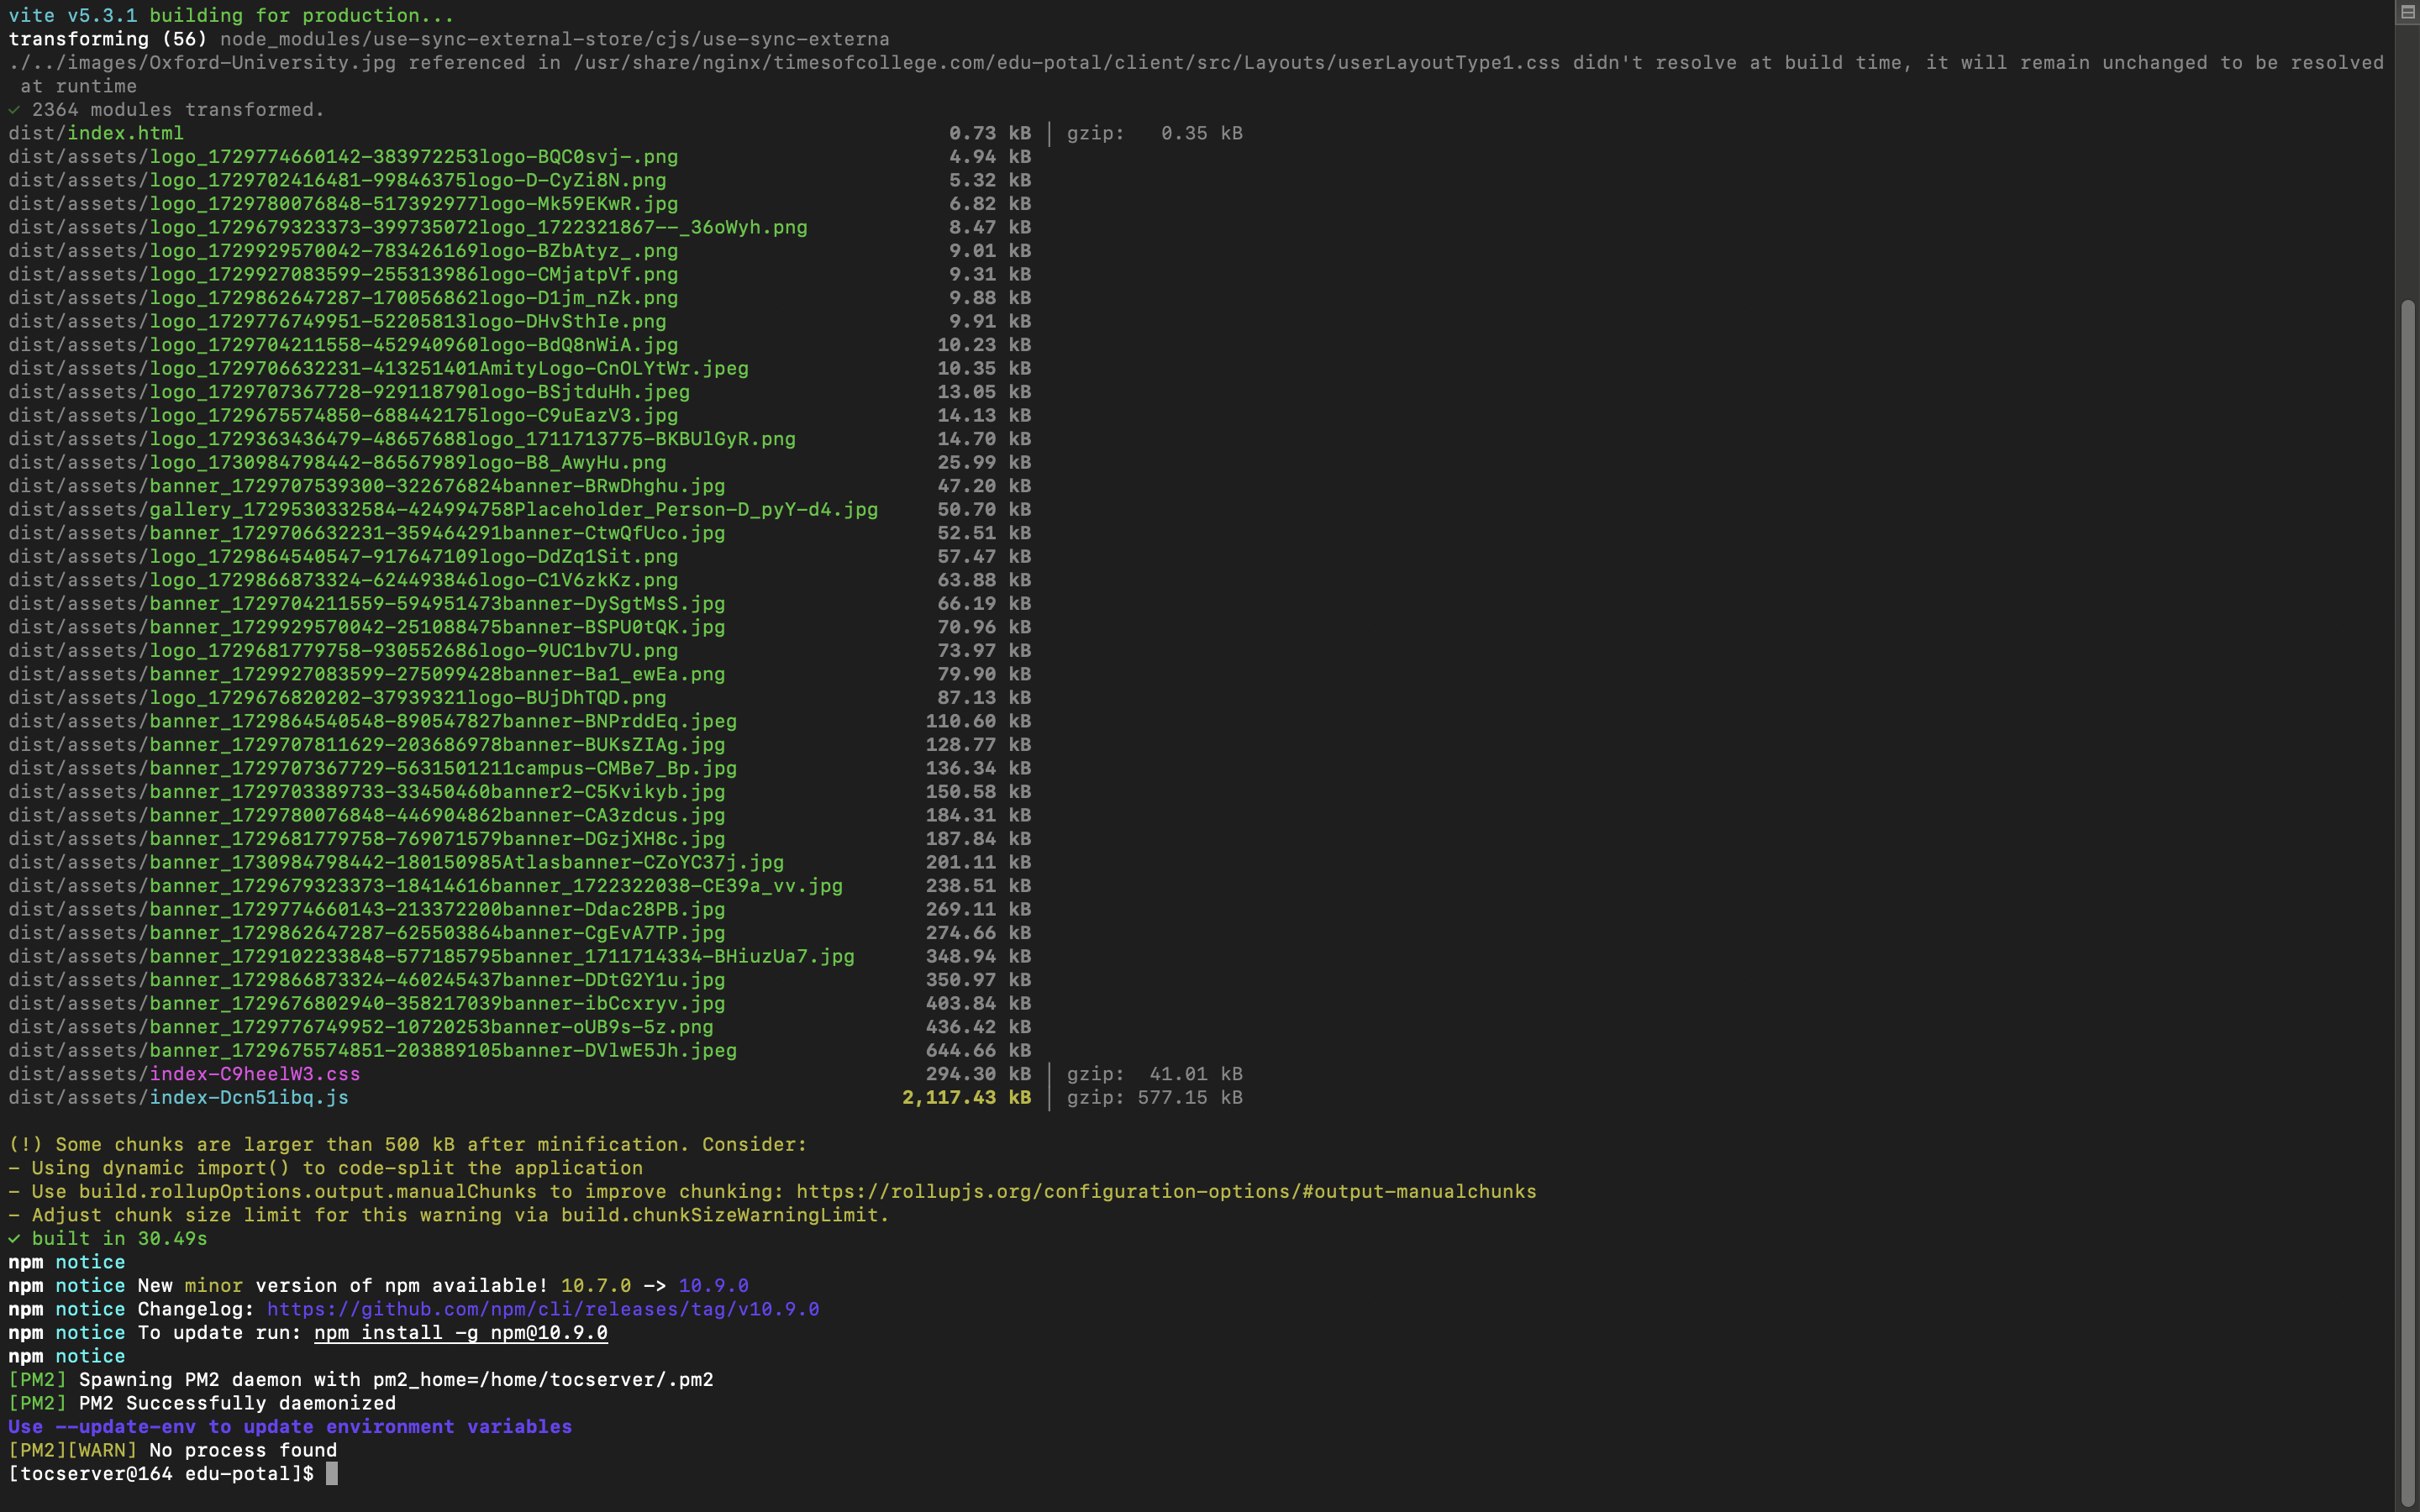 vite v5.3.1 building for production...
transforming (56) node_modules/use-sync-external-store/cjs/use-sync-externa
./../images/Oxford-University.jpg referenced in /usr/share/nginx/timesofcollege.com/edu-potal/client/src/Layouts/userLayoutType1.css didn't resolve at build time, it will remain unchanged to be resolved
 at runtime
✓ 2364 modules transformed.
dist/index.html 0.73 kB │ gzip: 0.35 kB
dist/assets/logo_1729774660142-383972253logo-BQC0svj-.png 4.94 kB
dist/assets/logo_1729702416481-99846375logo-D-CyZi8N.png 5.32 kB
dist/assets/logo_1729780076848-517392977logo-Mk59EKwR.jpg 6.82 kB
dist/assets/logo_1729679323373-399735072logo_1722321867--_36oWyh.png 8.47 kB
dist/assets/logo_1729929570042-783426169logo-BZbAtyz_.png 9.01 kB
dist/assets/logo_1729927083599-255313986logo-CMjatpVf.png 9.31 kB
dist/assets/logo_1729862647287-170056862logo-D1jm_nZk.png 9.88 kB
dist/assets/logo_1729776749951-52205813logo-DHvSthIe.png 9.91 kB
dist/assets/logo_1729704211558-452940960logo-BdQ8nWiA.jpg 10.23 kB
dist/assets/logo_1729706632231-413251401AmityLogo-CnOLYtWr.jpeg 10.35 kB
dist/assets/logo_1729707367728-929118790logo-BSjtduHh.jpeg 13.05 kB
dist/assets/logo_1729675574850-688442175logo-C9uEazV3.jpg 14.13 kB
dist/assets/logo_1729363436479-48657688logo_1711713775-BKBUlGyR.png 14.70 kB
dist/assets/logo_1730984798442-86567989logo-B8_AwyHu.png 25.99 kB
dist/assets/banner_1729707539300-322676824banner-BRwDhghu.jpg 47.20 kB
dist/assets/gallery_1729530332584-424994758Placeholder_Person-D_pyY-d4.jpg 50.70 kB
dist/assets/banner_1729706632231-359464291banner-CtwQfUco.jpg 52.51 kB
dist/assets/logo_1729864540547-917647109logo-DdZq1Sit.png 57.47 kB
dist/assets/logo_1729866873324-624493846logo-C1V6zkKz.png 63.88 kB
dist/assets/banner_1729704211559-594951473banner-DySgtMsS.jpg 66.19 kB
dist/assets/banner_1729929570042-251088475banner-BSPU0tQK.jpg 70.96 kB
dist/assets/logo_1729681779758-930552686logo-9UC1bv7U.png 73.97 kB
dist/assets/banner_1729927083599-275099428banner-Ba1_ewEa.png 79.90 kB
dist/assets/logo_1729676820202-37939321logo-BUjDhTQD.png 87.13 kB
dist/assets/banner_1729864540548-890547827banner-BNPrddEq.jpeg 110.60 kB
dist/assets/banner_1729707811629-203686978banner-BUKsZIAg.jpg 128.77 kB
dist/assets/banner_1729707367729-5631501211campus-CMBe7_Bp.jpg 136.34 kB
dist/assets/banner_1729703389733-33450460banner2-C5Kvikyb.jpg 150.58 kB
dist/assets/banner_1729780076848-446904862banner-CA3zdcus.jpg 184.31 kB
dist/assets/banner_1729681779758-769071579banner-DGzjXH8c.jpg 187.84 kB
dist/assets/banner_1730984798442-180150985Atlasbanner-CZoYC37j.jpg 201.11 kB
dist/assets/banner_1729679323373-18414616banner_1722322038-CE39a_vv.jpg 238.51 kB
dist/assets/banner_1729774660143-213372200banner-Ddac28PB.jpg 269.11 kB
dist/assets/banner_1729862647287-625503864banner-CgEvA7TP.jpg 274.66 kB
dist/assets/banner_1729102233848-577185795banner_1711714334-BHiuzUa7.jpg 348.94 kB
dist/assets/banner_1729866873324-460245437banner-DDtG2Y1u.jpg 350.97 kB
dist/assets/banner_1729676802940-358217039banner-ibCcxryv.jpg 403.84 kB
dist/assets/banner_1729776749952-10720253banner-oUB9s-5z.png 436.42 kB
dist/assets/banner_1729675574851-203889105banner-DVlwE5Jh.jpeg 644.66 kB
dist/assets/index-C9heelW3.css 294.30 kB │ gzip: 41.01 kB
dist/assets/index-Dcn51ibq.js 2,117.43 kB │ gzip: 577.15 kB
(!) Some chunks are larger than 500 kB after minification. Consider:
- Using dynamic import() to code-split the application
- Use build.rollupOptions.output.manualChunks to improve chunking: https://rollupjs.org/configuration-options/#output-manualchunks
- Adjust chunk size limit for this warning via build.chunkSizeWarningLimit.
✓ built in 30.49s
npm notice
npm notice New minor version of npm available! 10.7.0 -> 10.9.0
npm notice Changelog: https://github.com/npm/cli/releases/tag/v10.9.0
npm notice To update run: npm install -g npm@10.9.0
npm notice
[PM2] Spawning PM2 daemon with pm2_home=/home/tocserver/.pm2
[PM2] PM2 Successfully daemonized
Use --update-env to update environment variables
[PM2][WARN] No process found
[tocserver@164 edu-potal]$